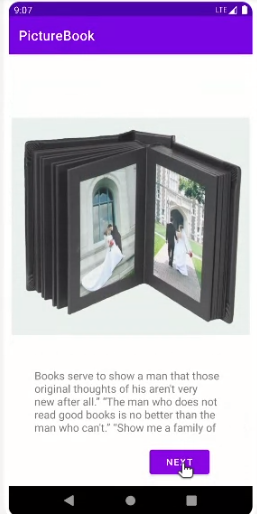 9:07 LTE
PictureBook
Books serve to show a man that those
original thoughts of his aren't very
new after all.” “The man who does not
read good books is no better than the
man who can't.” “Show me a family of
NEXT